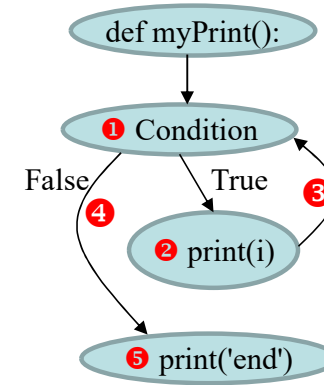 def myPrint():
❶ Condition
False
True
❸
❹
❷ print(i)
❺ print('end')